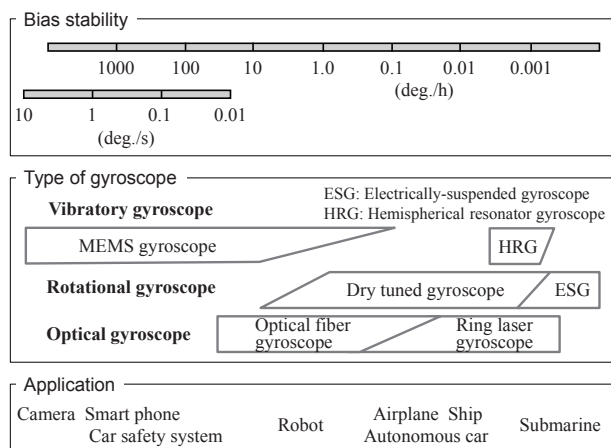 Bias stability
1000 100 10 1.0 0.1 0.01 0.001
(deg./h)
10 1 0.1 0.01
(deg./s)
Type of gyroscope
ESG: Electrically-suspended gyroscope
HRG: Hemispherical resonator gyroscope
Vibratory gyroscope
MEMS gyroscope
HRG
Rotational gyroscope
Dry tuned gyroscope
ESG
Optical gyroscope
Optical fiber
gyroscope
Ring laser
gyroscope
Application
Camera Smart phone
Car safety system
Robot
Airplane Ship
Autonomous car
Submarine